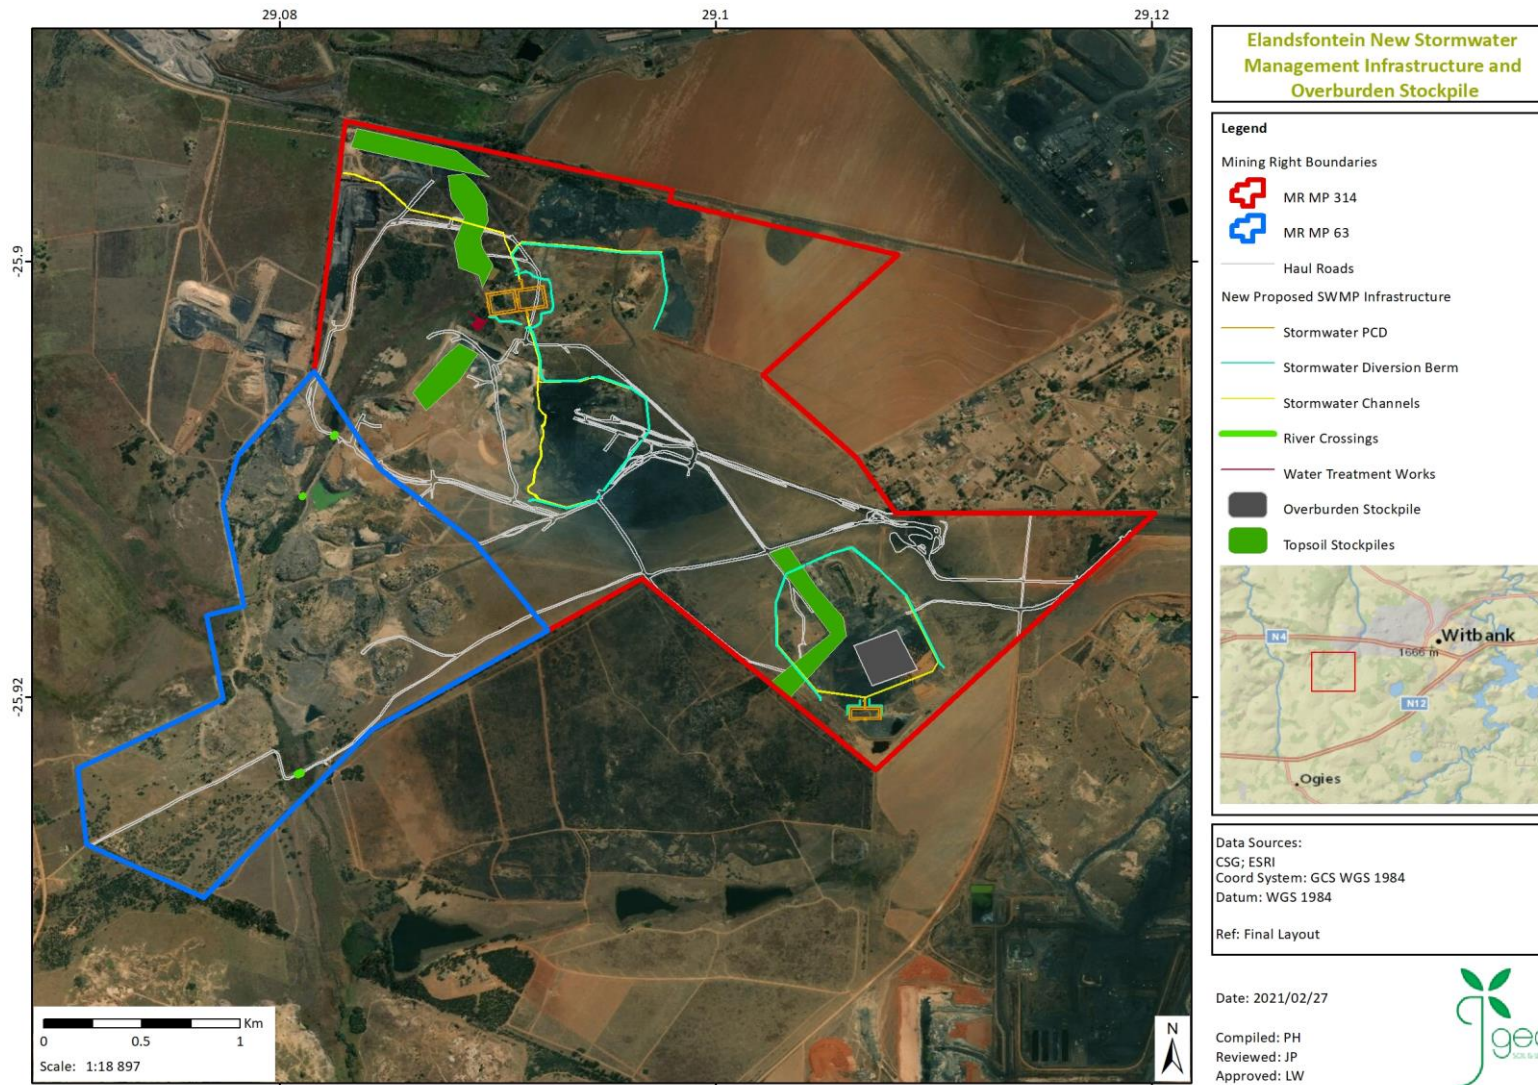 29.08
29.1
29.12
-25.9
-25.92
Km
0
0.5
1
Scale: 1:18 897
N
Elandsfontein New Stormwater
Management Infrastructure and
Overburden Stockpile
Legend
Mining Right Boundaries
MR MP 314
MR MP 63
Haul Roads
New Proposed SWMP Infrastructure
Stormwater PCD
Stormwater Diversion Berm
Stormwater Channels
River Crossings
Water Treatment Works
Overburden Stockpile
Topsoil Stockpiles
N4
Witbank
1666 m
N12
Ogies
Data Sources:
CSG; ESRI
Coord System: GCS WGS 1984
Datum: WGS 1984
Ref: Final Layout
Date: 2021/02/27
Compiled: PH
Reviewed: JP
Approved: LW